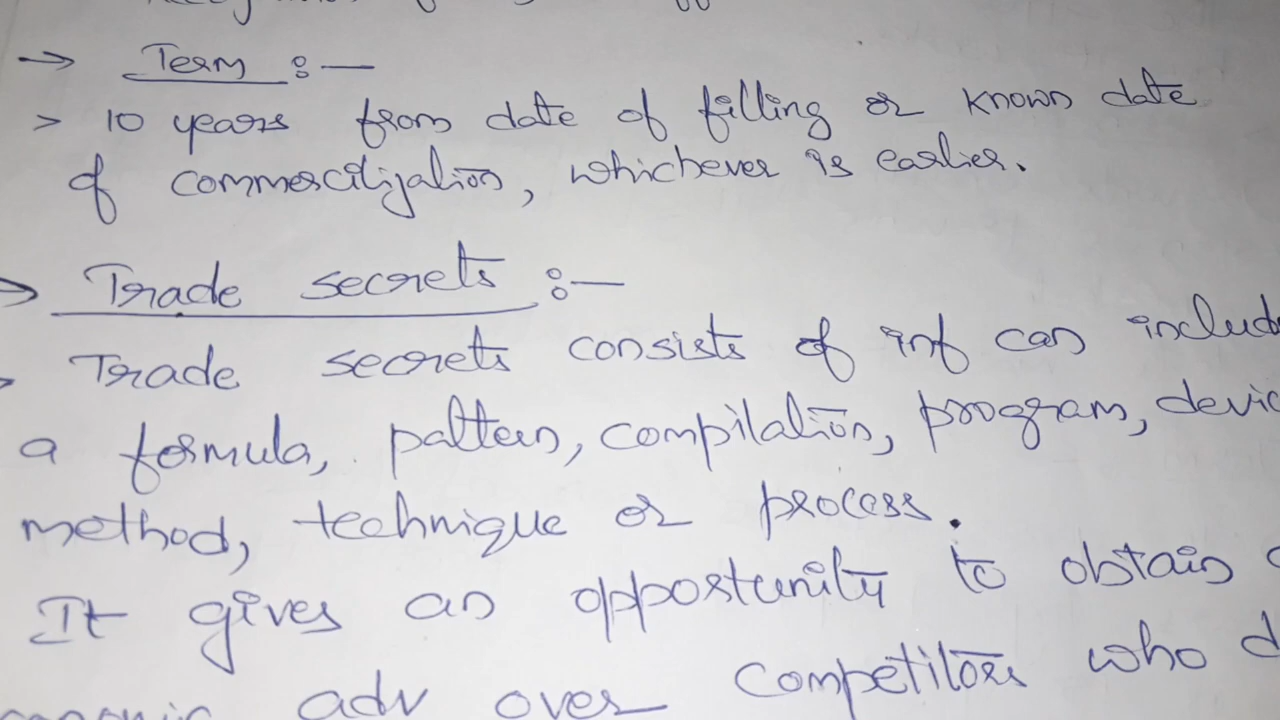 → Term :—
> 10 years from date of filling or known date
of commercilization, whichever is earlier.
→ Trade secrets :—
Trade secrets consists of inf can includ
a formula, pattern, compilation, program, devic
method, technique or process.
It gives an opportunity to obtain
adv over competitors who d